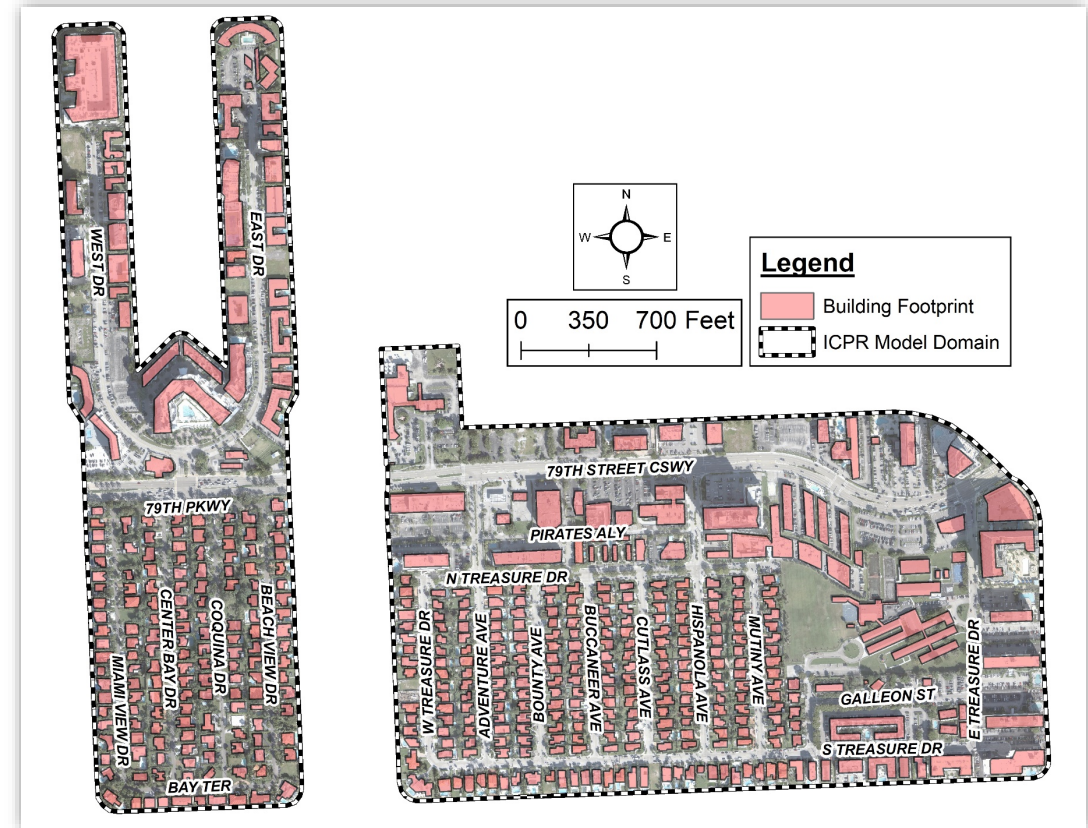 N
W
E
S
0 350 700 Feet
Legend
Building Footprint
ICPR Model Domain
WEST DR
EAST DR
79TH PKWY
MIAMI VIEW DR
CENTER BAY DR
COQUINA DR
BEACH VIEW DR
BAY TER
79TH STREET CSWY
PIRATES ALY
N TREASURE DR
W TREASURE DR
ADVENTURE AVE
BOUNTY AVE
BUCCANEER AVE
CUTLASS AVE
HISPANOLA AVE
MUTINY AVE
GALLEON ST
E TREASURE DR
S TREASURE DR